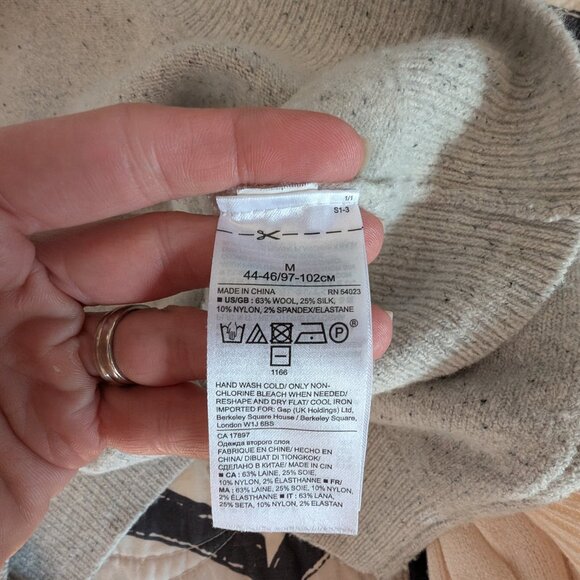 1/1
S1-3
M
44-46/97-102CM
MADE IN CHINA RN 54023
■ US/GB : 63% WOOL, 25% SILK,
10% NYLON, 2% SPANDEX/ELASTANE
P
1166
HAND WASH COLD/ ONLY NON-
CHLORINE BLEACH WHEN NEEDED/
RESHAPE AND DRY FLAT/ COOL IRON
IMPORTED FOR: Gap (UK Holdings) Ltd,
Berkeley Square House / Berkeley Square,
London W1J 6BS
CA 17897
Одежда второго слоя
FABRIQUE EN CHINE/ HECHO EN
CHINA/ DIBUAT DI TIONGKOK/
СДЕЛАНО В КИТАЕ/ MADE IN CHN
■ CA : 63% LAINE, 25% SOIE,
10% NYLON, 2% ÉLASTHANNE ■ FR/
MA : 63% LAINE, 25% SOIE, 10% NYLON,
2% ÉLASTHANNE ■ IT : 63% LANA,
25% SETA, 10% NYLON, 2% ELASTAN